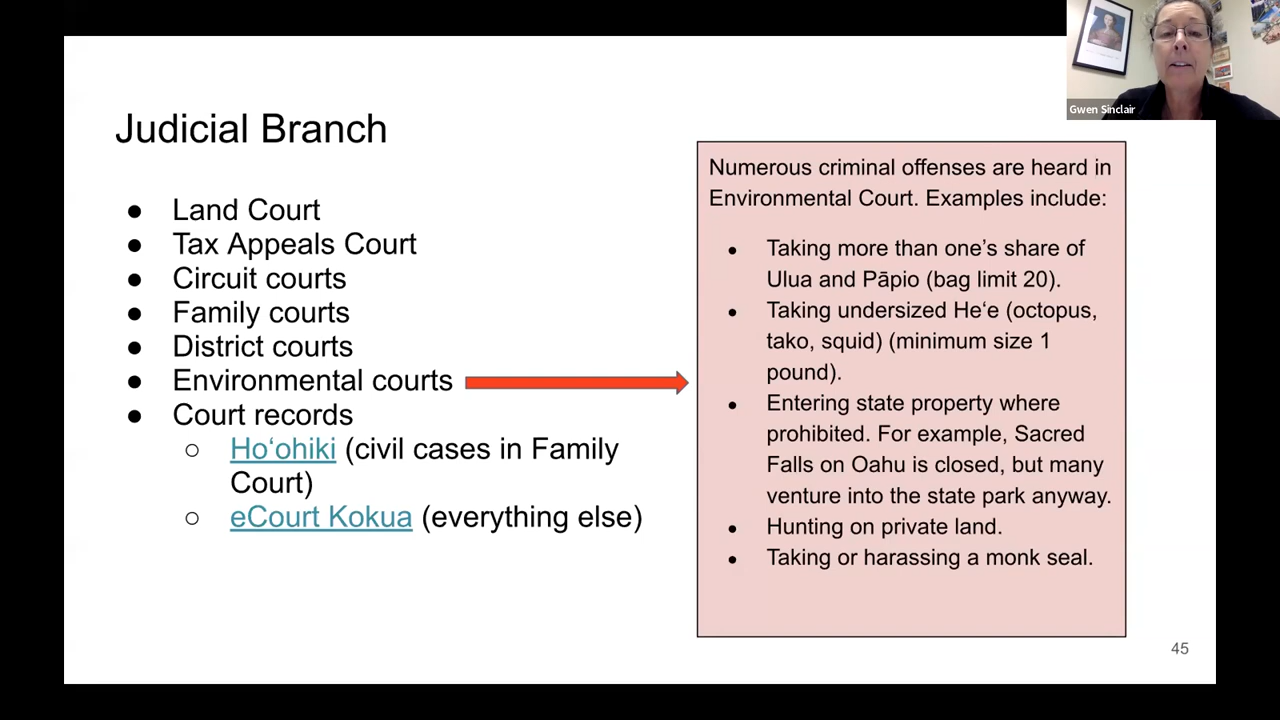 Gwen Sinclair
Judicial Branch
● Land Court
● Tax Appeals Court
● Circuit courts
● Family courts
● District courts
● Environmental courts
● Court records
○ Hoʻohiki (civil cases in Family
Court)
○ eCourt Kokua (everything else)
Numerous criminal offenses are heard in
Environmental Court. Examples include:
● Taking more than one’s share of
Ulua and Pāpio (bag limit 20).
● Taking undersized Heʻe (octopus,
tako, squid) (minimum size 1
pound).
● Entering state property where
prohibited. For example, Sacred
Falls on Oahu is closed, but many
venture into the state park anyway.
● Hunting on private land.
● Taking or harassing a monk seal.
45